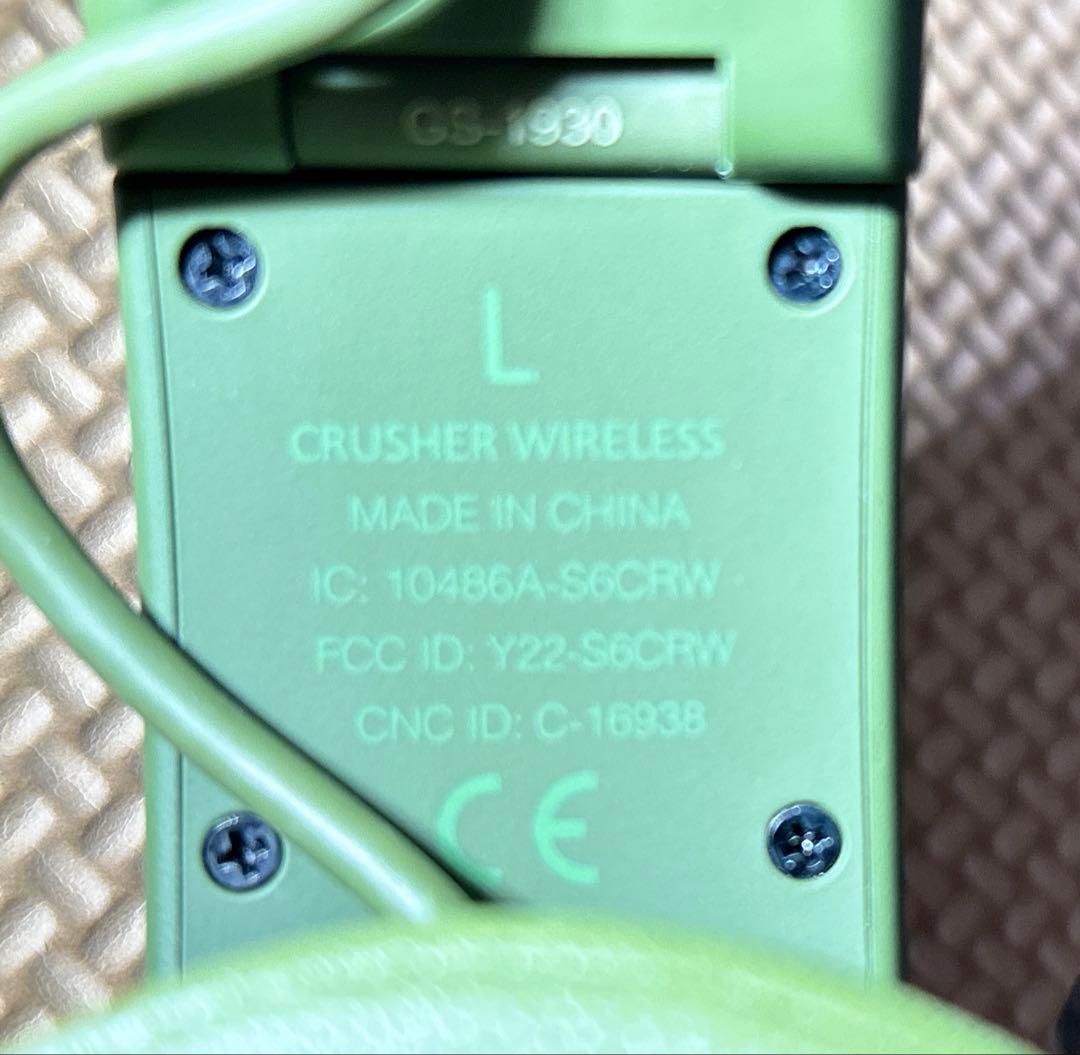 GS-1930
L
CRUSHER WIRELESS
MADE IN CHINA
IC: 10486A-S6CRW
FCC ID: Y22-S6CRW
CNC ID: C-16938
CE